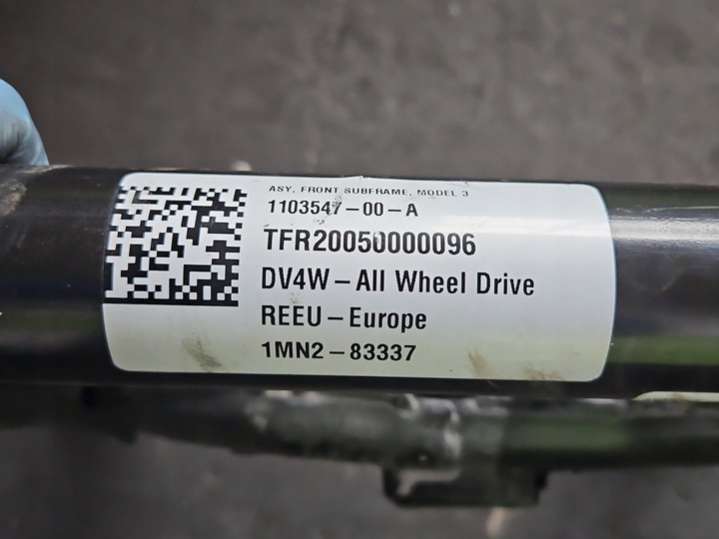 ASY, FRONT SUBFRAME, MODEL 3
1103547-00-A
TFR20050000096
DV4W-All Wheel Drive
REEU-Europe
1MN2-83337